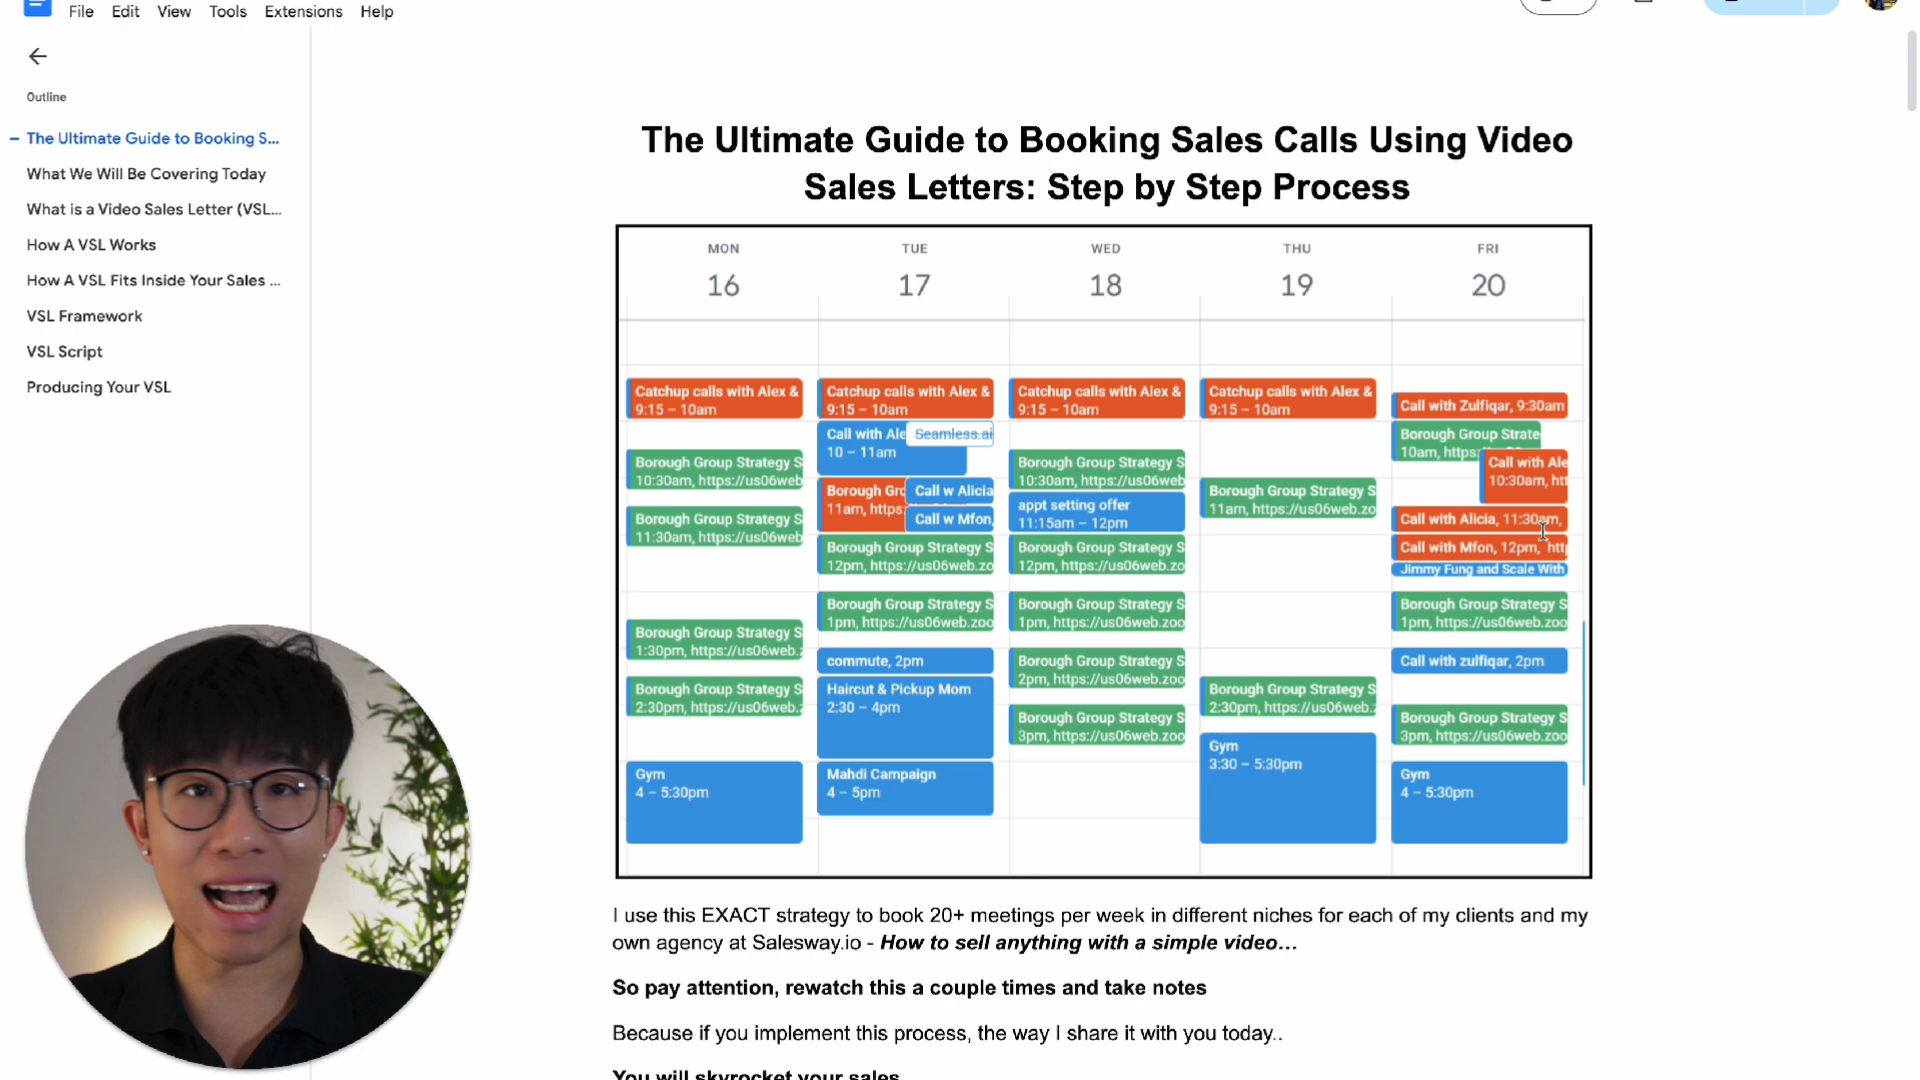 File Edit View Tools Extensions Help
Outline
The Ultimate Guide to Booking S...
What We Will Be Covering Today
What is a Video Sales Letter (VSL...
How A VSL Works
How A VSL Fits Inside Your Sales ...
VSL Framework
VSL Script
Producing Your VSL
The Ultimate Guide to Booking Sales Calls Using Video
Sales Letters: Step by Step Process
MON TUE WED THU FRI
16 17 18 19 20
Catchup calls with Alex &
9:15 – 10am
Borough Group Strategy S
10:30am, https://us06web
Borough Group Strategy S
11:30am, https://us06web
Borough Group Strategy S
1:30pm, https://us06web.
Borough Group Strategy S
2:30pm, https://us06web.
Gym
4 – 5:30pm
Catchup calls with Alex &
9:15 – 10am
Call with Ale
10 – 11am
Seamless.ai
Borough Gro
11am, https:
Call w Alicia
Call w Mfon,
Borough Group Strategy S
12pm, https://us06web.zo
Borough Group Strategy S
1pm, https://us06web.zoo
commute, 2pm
Haircut & Pickup Mom
2:30 – 4pm
Mahdi Campaign
4 – 5pm
Catchup calls with Alex &
9:15 – 10am
Borough Group Strategy S
10:30am, https://us06web
appt setting offer
11:15am – 12pm
Borough Group Strategy S
12pm, https://us06web.zo
Borough Group Strategy S
1pm, https://us06web.zoo
Borough Group Strategy S
2pm, https://us06web.zoo
Borough Group Strategy S
3pm, https://us06web.zoo
Catchup calls with Alex &
9:15 – 10am
Borough Group Strategy S
11am, https://us06web.zo
Borough Group Strategy S
2:30pm, https://us06web.
Gym
3:30 – 5:30pm
Call with Zulfiqar, 9:30am
Borough Group Strate
10am, https:
Call with Ale
10:30am, htt
Call with Alicia, 11:30am,
Call with Mfon, 12pm, htt
Jimmy Fung and Scale With
Borough Group Strategy S
1pm, https://us06web.zoo
Call with zulfiqar, 2pm
Borough Group Strategy S
3pm, https://us06web.zoo
Gym
4 – 5:30pm
I use this EXACT strategy to book 20+ meetings per week in different niches for each of my clients and my
own agency at Salesway.io - How to sell anything with a simple video...
So pay attention, rewatch this a couple times and take notes
Because if you implement this process, the way I share it with you today..
You will skyrocket your sales